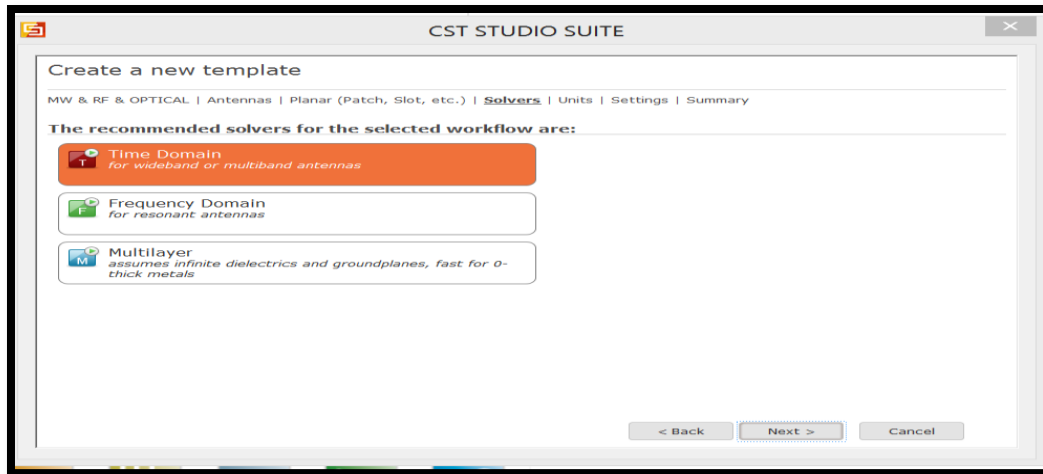 CST STUDIO SUITE
Create a new template
MW & RF & OPTICAL | Antennas | Planar (Patch, Slot, etc.) | Solvers | Units | Settings | Summary
The recommended solvers for the selected workflow are:
T
Time Domain
for wideband or multiband antennas
F
Frequency Domain
for resonant antennas
M
Multilayer
assumes infinite dielectrics and groundplanes, fast for 0-
thick metals
< Back Next > Cancel